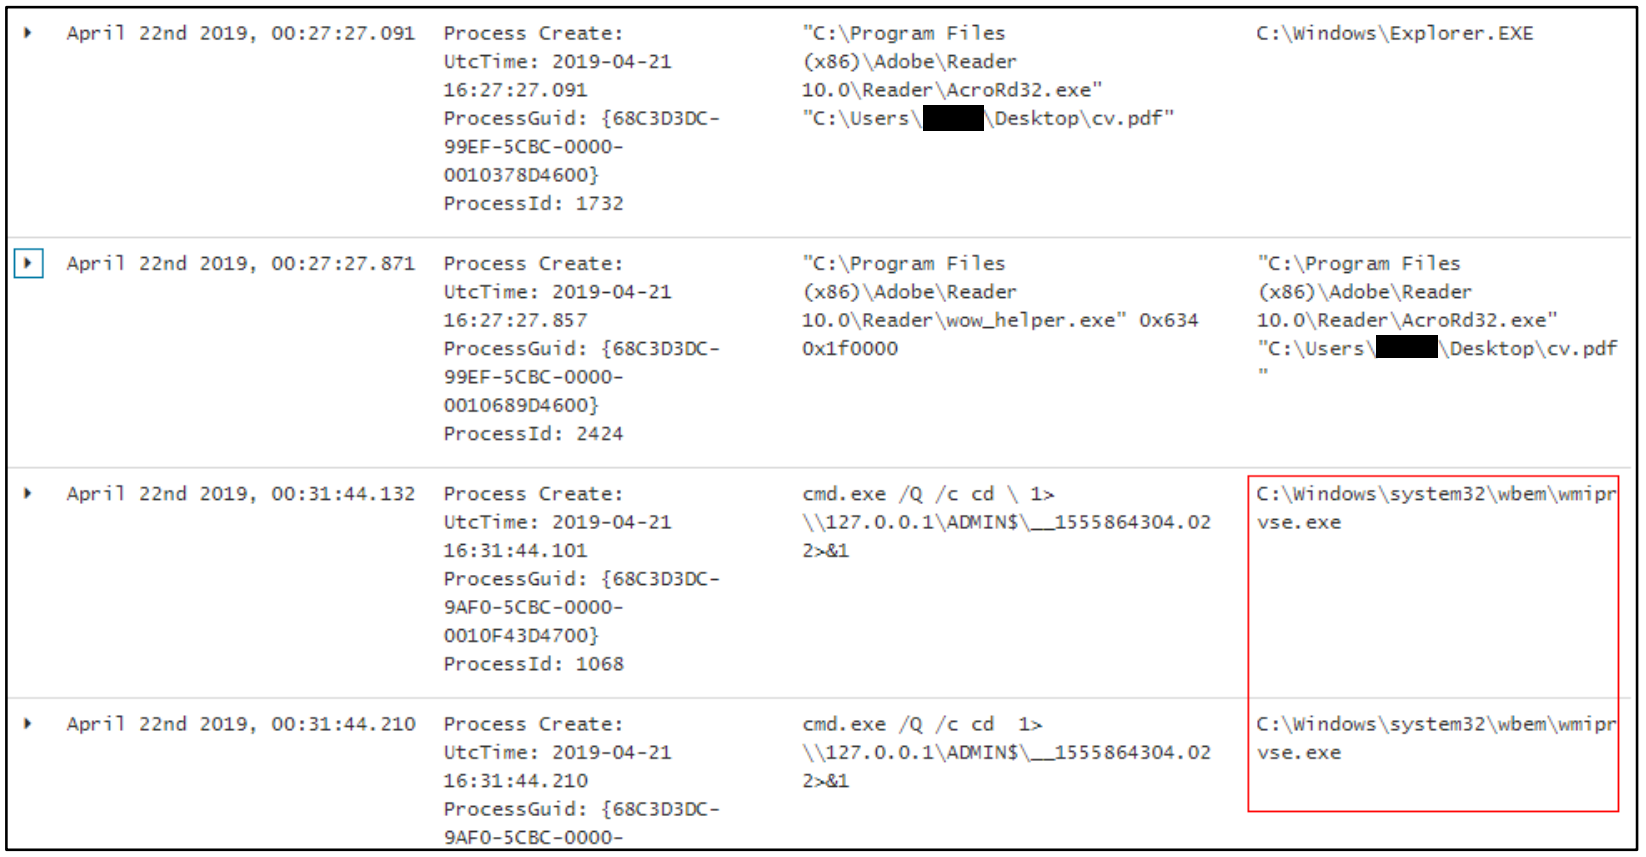 April 22nd 2019, 00:27:27.091
Process Create:
UtcTime: 2019-04-21
16:27:27.091
ProcessGuid: {68C3D3DC-
99EF-5CBC-0000-
0010378D4600}
ProcessId: 1732
"C:\Program Files
(x86)\Adobe\Reader
10.0\Reader\AcroRd32.exe"
"C:\Users\ \Desktop\cv.pdf"
C:\Windows\Explorer.EXE
April 22nd 2019, 00:27:27.871
Process Create:
UtcTime: 2019-04-21
16:27:27.857
ProcessGuid: {68C3D3DC-
99EF-5CBC-0000-
0010689D4600}
ProcessId: 2424
"C:\Program Files
(x86)\Adobe\Reader
10.0\Reader\wow_helper.exe" 0x634
0x1f0000
"C:\Program Files
(x86)\Adobe\Reader
10.0\Reader\AcroRd32.exe"
"C:\Users\ \Desktop\cv.pdf
"
April 22nd 2019, 00:31:44.132
Process Create:
UtcTime: 2019-04-21
16:31:44.101
ProcessGuid: {68C3D3DC-
9AF0-5CBC-0000-
0010F43D4700}
ProcessId: 1068
cmd.exe /Q /c cd \ 1>
\\127.0.0.1\ADMIN$\__1555864304.02
2>&1
C:\Windows\system32\wbem\wmipr
vse.exe
April 22nd 2019, 00:31:44.210
Process Create:
UtcTime: 2019-04-21
16:31:44.210
ProcessGuid: {68C3D3DC-
9AF0-5CBC-0000-
cmd.exe /Q /c cd  1>
\\127.0.0.1\ADMIN$\__1555864304.02
2>&1
C:\Windows\system32\wbem\wmipr
vse.exe